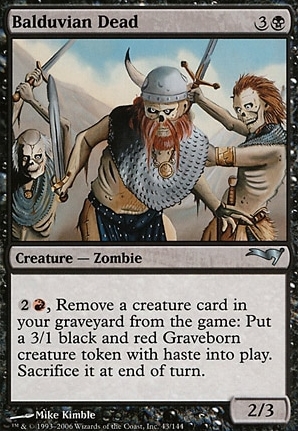 Balduvian Dead 3
Creature — Zombie
2, Remove a creature card in
your graveyard from the game: Put
a 3/1 black and red Graveborn
creature token with haste into play.
Sacrifice it at end of turn.
Mike Kimble
™ & © 1993-2006 Wizards of the Coast, Inc. 43/144
2/3